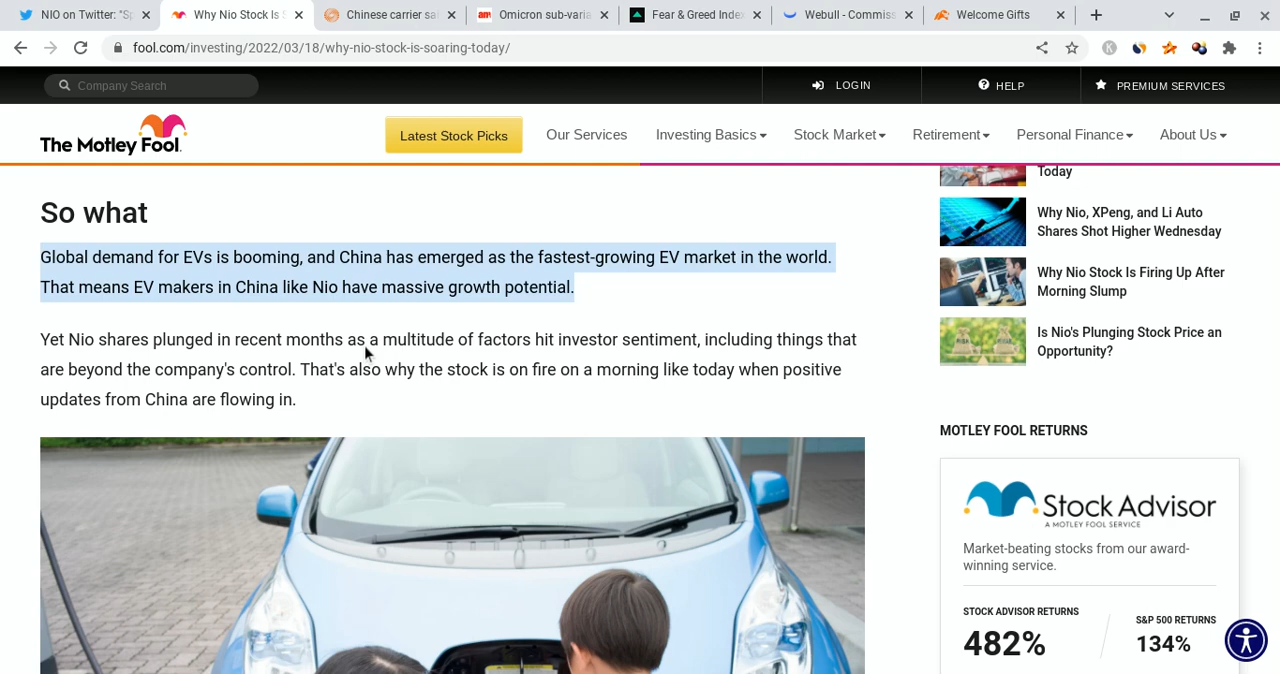 NIO on Twitter: "Sp
Why Nio Stock Is S
Chinese carrier sai
Omicron sub-varia
Fear & Greed Index
Webull - Commiss
Welcome Gifts
fool.com/investing/2022/03/18/why-nio-stock-is-soaring-today/
Company Search
LOGIN
HELP
PREMIUM SERVICES
The Motley Fool.
Latest Stock Picks
Our Services
Investing Basics
Stock Market
Retirement
Personal Finance
About Us
So what
Global demand for EVs is booming, and China has emerged as the fastest-growing EV market in the world.
That means EV makers in China like Nio have massive growth potential.
Yet Nio shares plunged in recent months as a multitude of factors hit investor sentiment, including things that
are beyond the company's control. That's also why the stock is on fire on a morning like today when positive
updates from China are flowing in.
Today
Why Nio, XPeng, and Li Auto
Shares Shot Higher Wednesday
Why Nio Stock Is Firing Up After
Morning Slump
Is Nio's Plunging Stock Price an
Opportunity?
MOTLEY FOOL RETURNS
Stock Advisor
A MOTLEY FOOL SERVICE
Market-beating stocks from our award-
winning service.
STOCK ADVISOR RETURNS
482%
S&P 500 RETURNS
134%